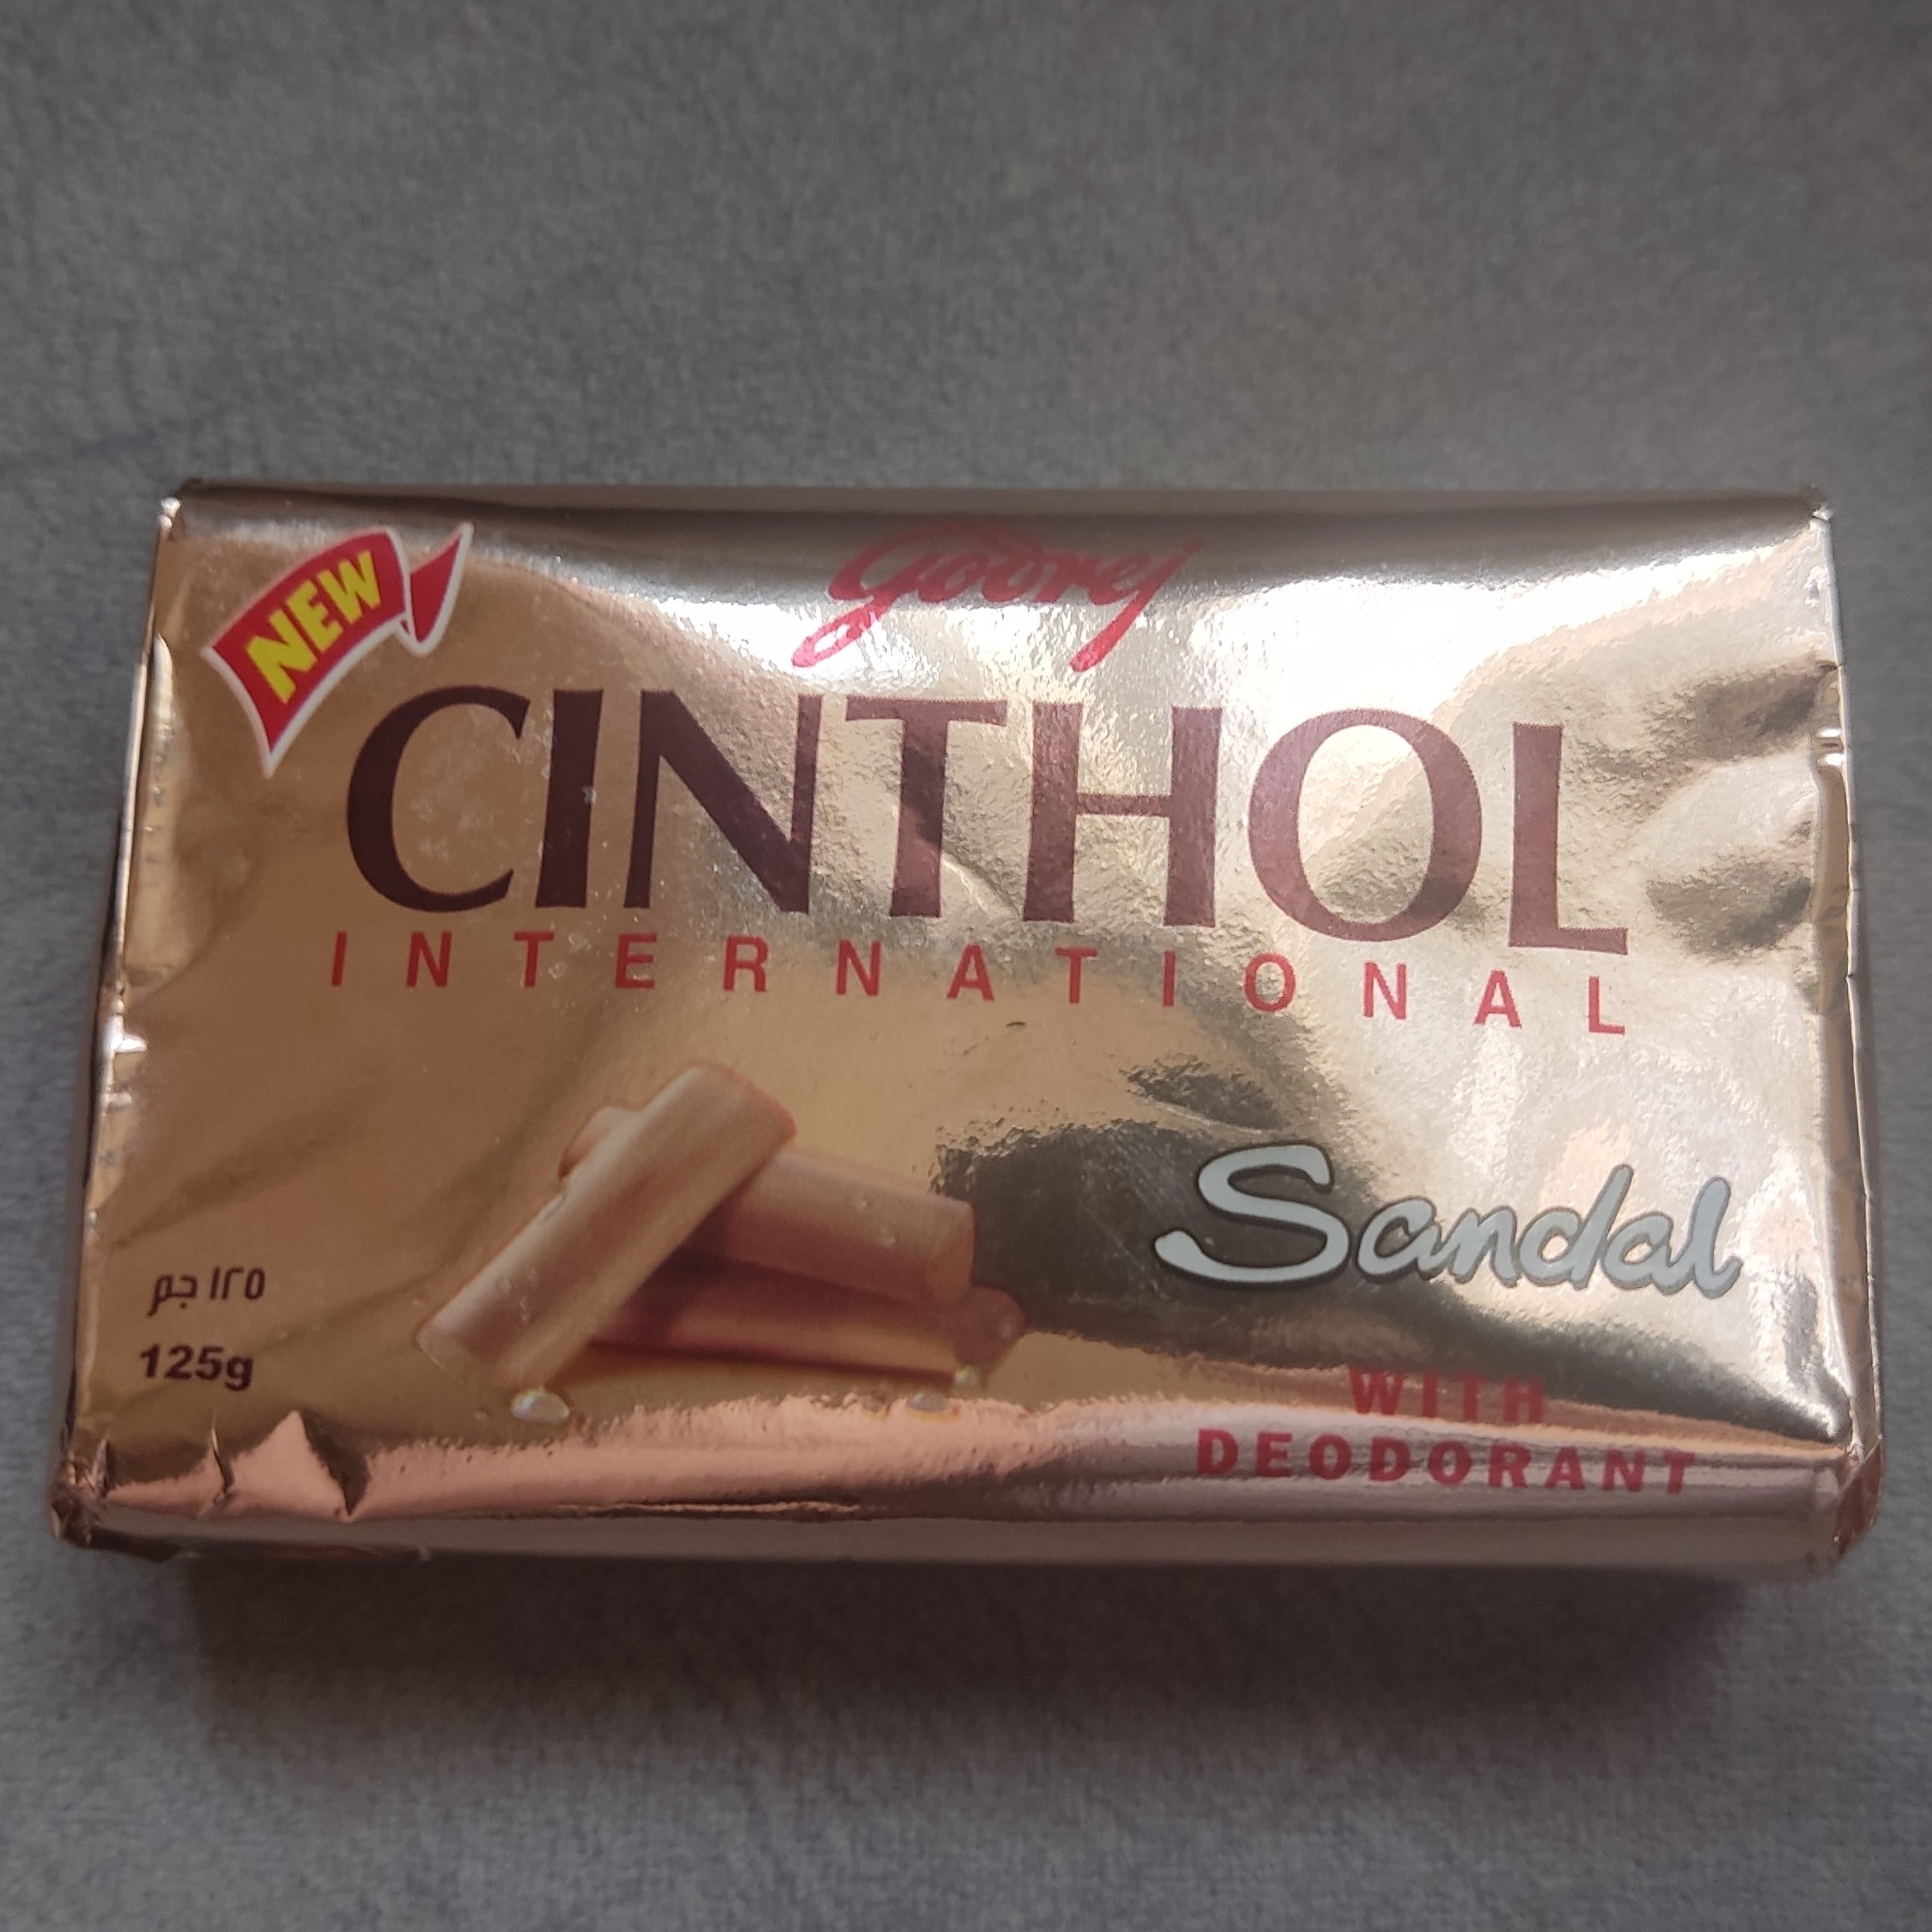 NEW
Godrej
CINTHOL
INTERNATIONAL
Sandal
١٢٥ جم
125g
WITH
DEODORANT